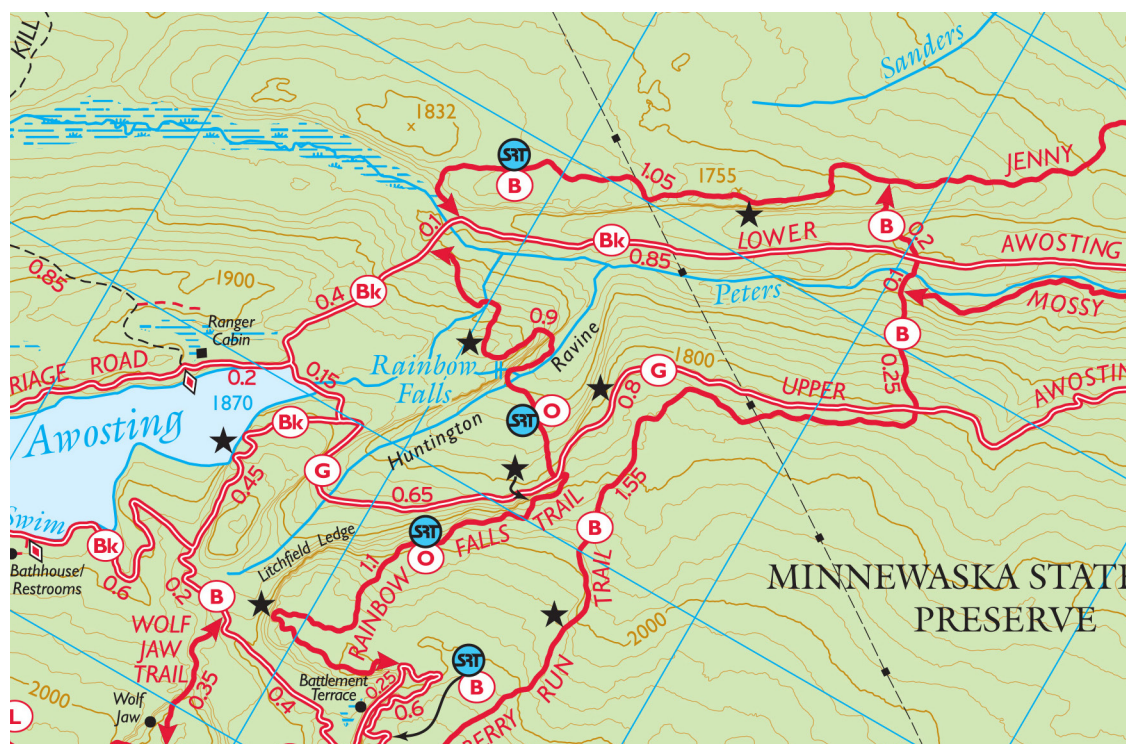 KILL
Sanders
1832
SRT
B
1.05
1755
JENNY
B
0.2
LOWER
AWOSTING
0.1
Bk
0.85
Peters
0.1
MOSSY
0.85
1900
Bk
0.4
Ranger
Cabin
0.9
Ravine
B
0.25
Rainbow
Falls
RIAGE ROAD
0.2
0.15
1800
G
0.8
UPPER
AWOSTIN
1870
Awosting
Bk
SRT
O
Huntington
G
0.45
0.65
1.55
Swim
Bk
Bathhouse/
Restrooms
0.6
0.2
Litchfield Ledge
SRT
O
FALLS TRAIL
1.1
RAINBOW
B
TRAIL
MINNEWASKA STATE
PRESERVE
B
WOLF
JAW
TRAIL
2000
0.35
Wolf
Jaw
2000
0.4
Battlement
Terrace
0.25
0.6
SRT
B
RUN
BERRY
L